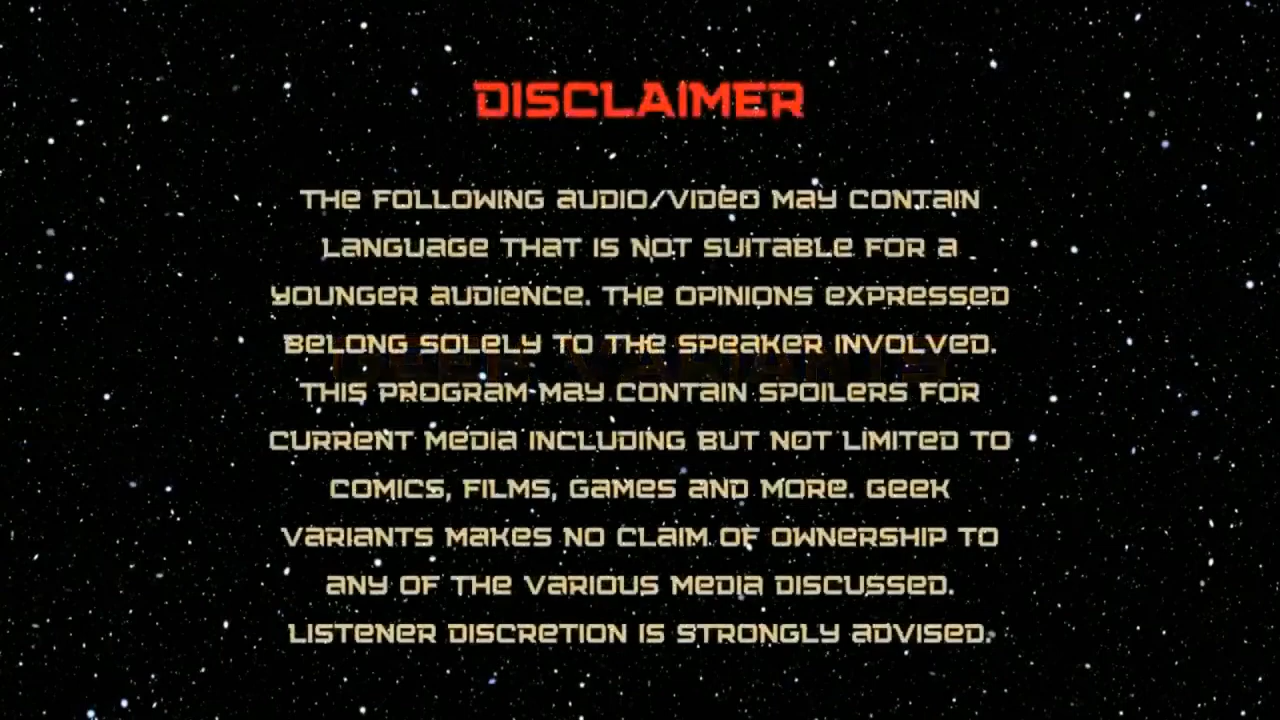 DISCLAIMER
THE FOLLOWING AUDIO/VIDEO MAY CONTAIN
LANGUAGE THAT IS NOT SUITABLE FOR A
YOUNGER AUDIENCE. THE OPINIONS EXPRESSED
BELONG SOLELY TO THE SPEAKER INVOLVED.
THIS PROGRAM MAY CONTAIN SPOILERS FOR
CURRENT MEDIA INCLUDING BUT NOT LIMITED TO
COMICS, FILMS, GAMES AND MORE. GEEK
VARIANTS MAKES NO CLAIM OF OWNERSHIP TO
ANY OF THE VARIOUS MEDIA DISCUSSED.
LISTENER DISCRETION IS STRONGLY ADVISED.